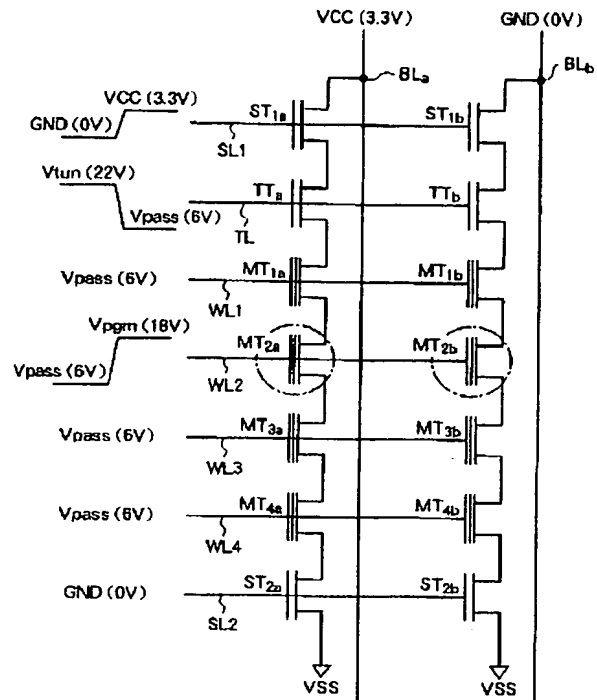 VCC (3.3V) GND (0V)
BLa BLb
VCC (3.3V)
GND (0V)
ST1a ST1b
SL1
Vtun (22V)
Vpass (6V)
TTa TTb
TL
Vpass (6V)
MT1a MT1b
WL1
Vpgm (18V)
Vpass (6V)
MT2a MT2b
WL2
Vpass (6V)
MT3a MT3b
WL3
Vpass (6V)
MT4a MT4b
WL4
GND (0V)
ST2a ST2b
SL2
VSS VSS